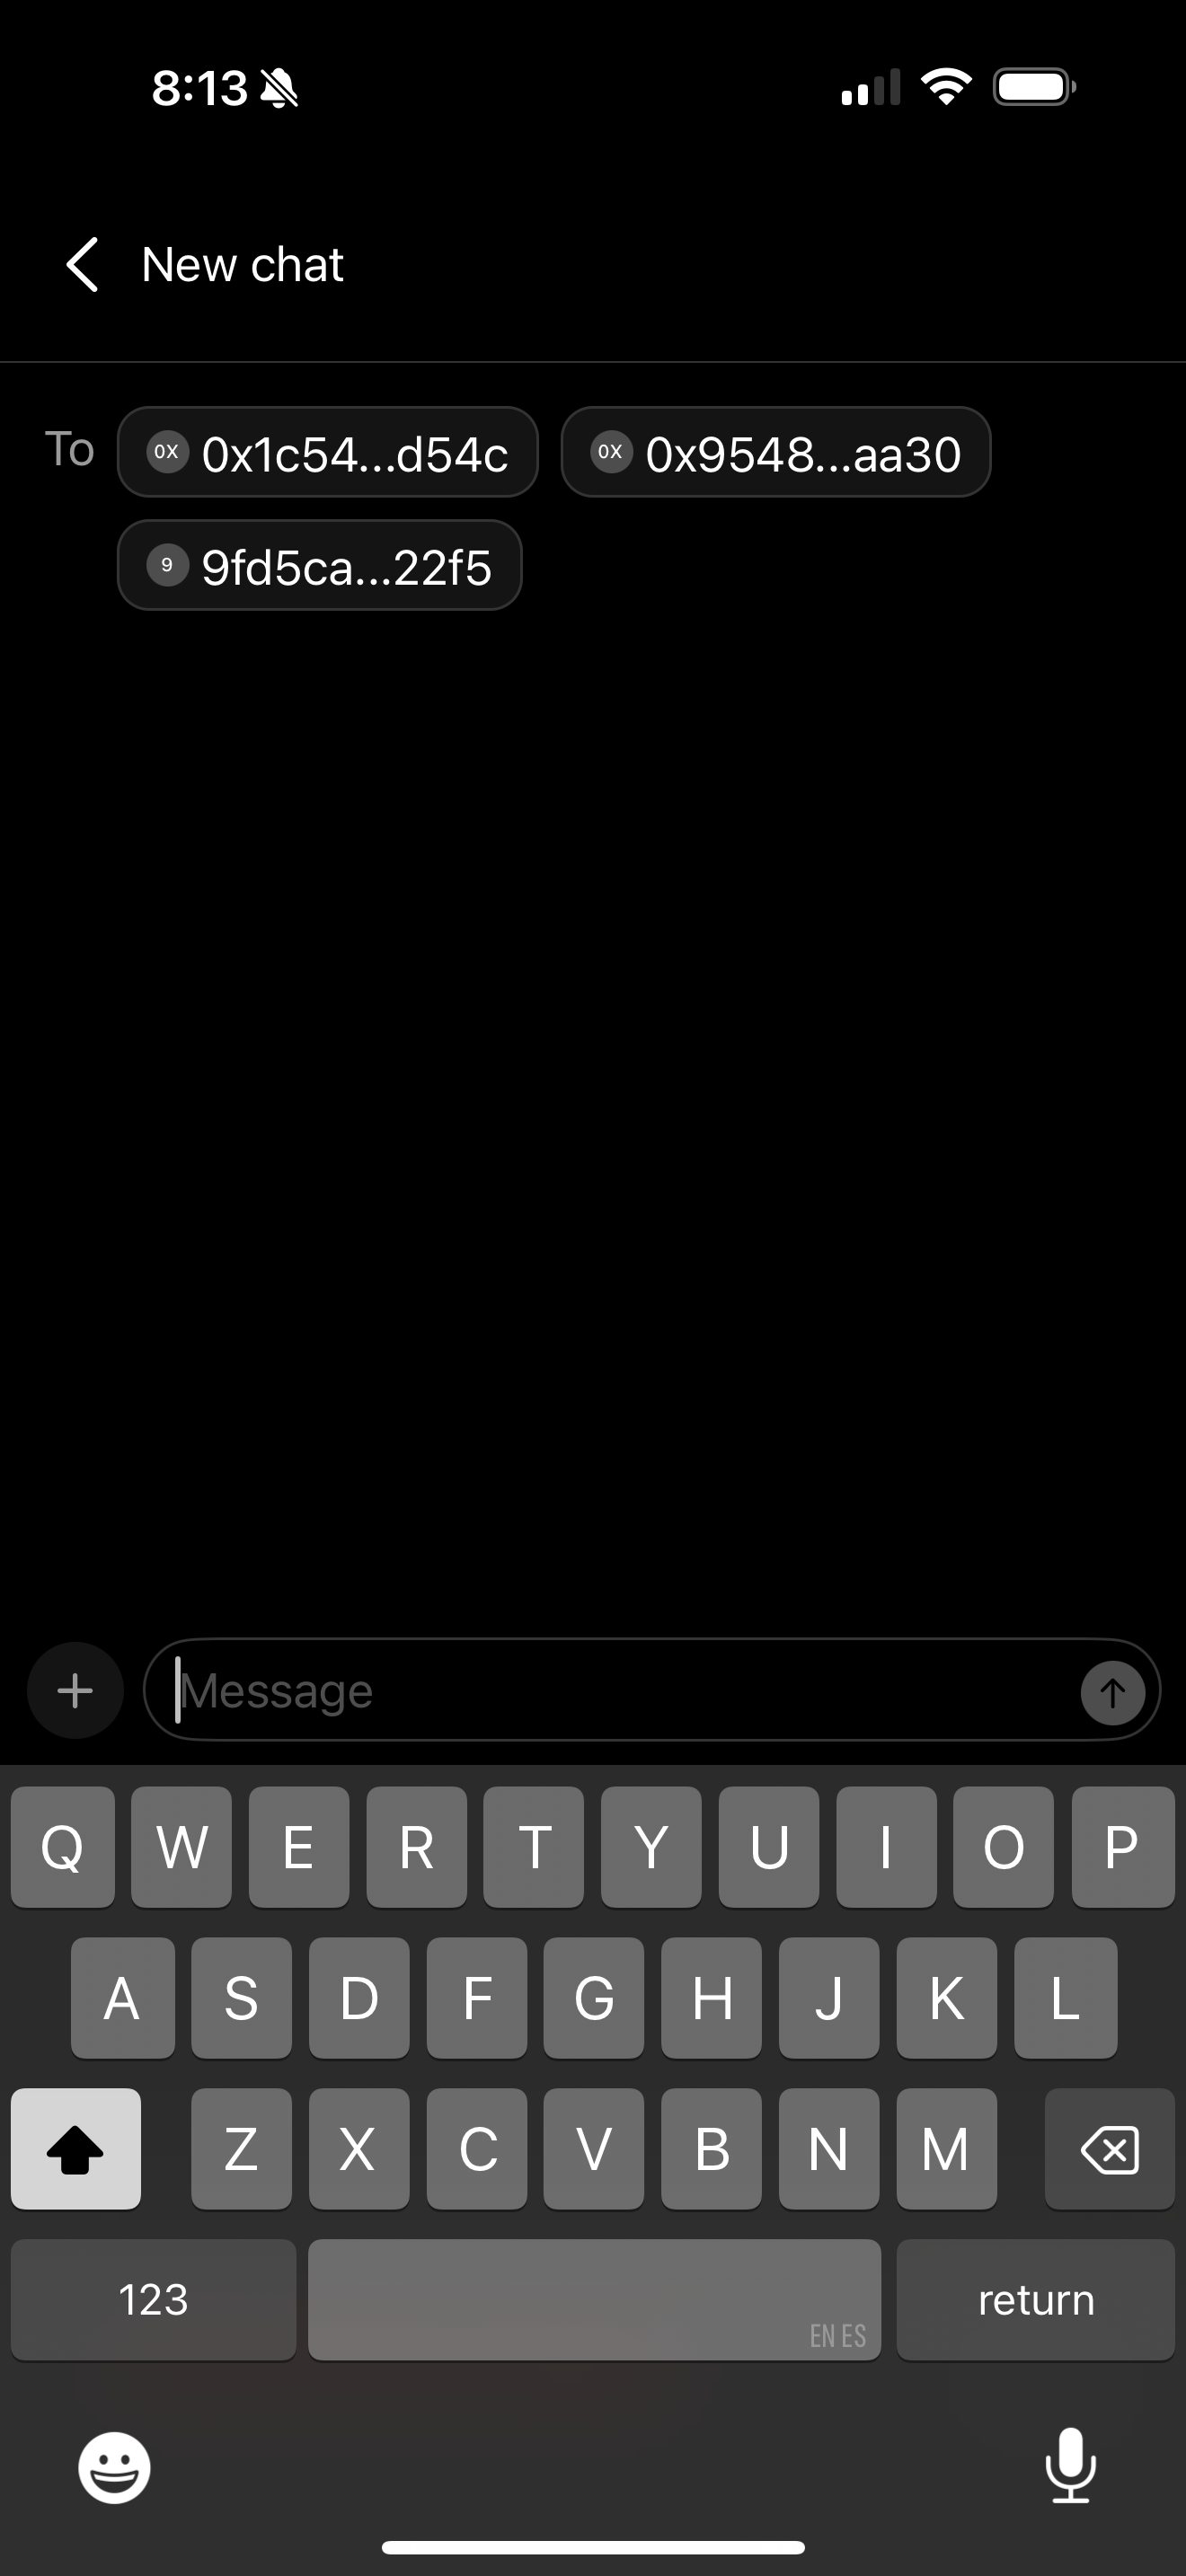 8:13
New chat
To 0X 0x1c54...d54c 0X 0x9548...aa30
9 9fd5ca...22f5
Message
Q W E R T Y U I O P
A S D F G H J K L
Z X C V B N M
123 EN ES return